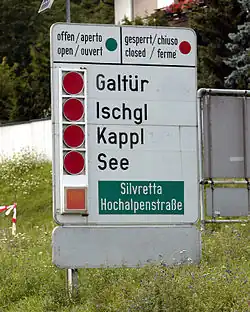 offen/aperto
open/ouvert
gesperrt/chiuso
closed/fermé
Galtür
Ischgl
Kappl
See
Silvretta
Hochalpenstraße